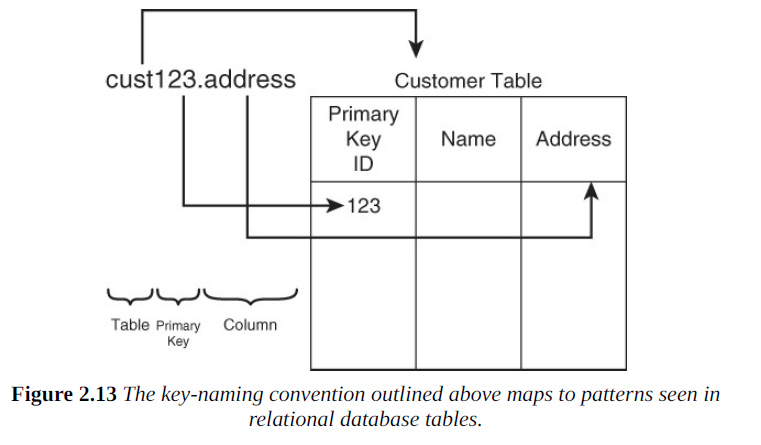 cust123.address
Customer Table
Primary
Key
ID
Name
Address
123
Table
Primary
Key
Column
Figure 2.13 The key-naming convention outlined above maps to patterns seen in
relational database tables.